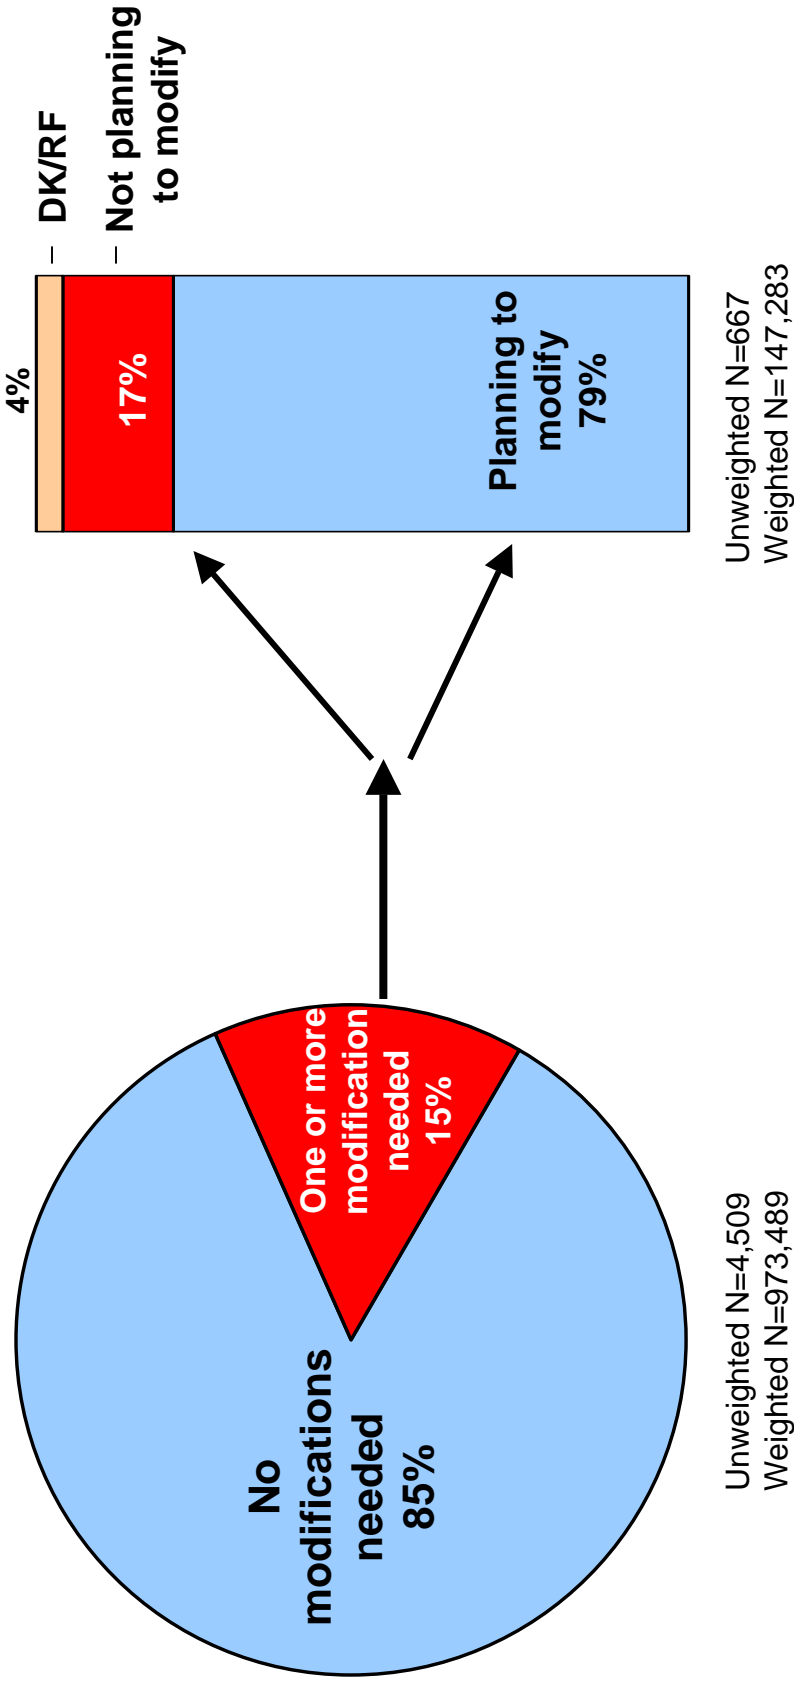 No
modifications
needed
85%
One or more
modification
needed
15%
Unweighted N=4,509
Weighted N=973,489
4%
DK/RF
17%
Not planning
to modify
Planning to
modify
79%
Unweighted N=667
Weighted N=147,283